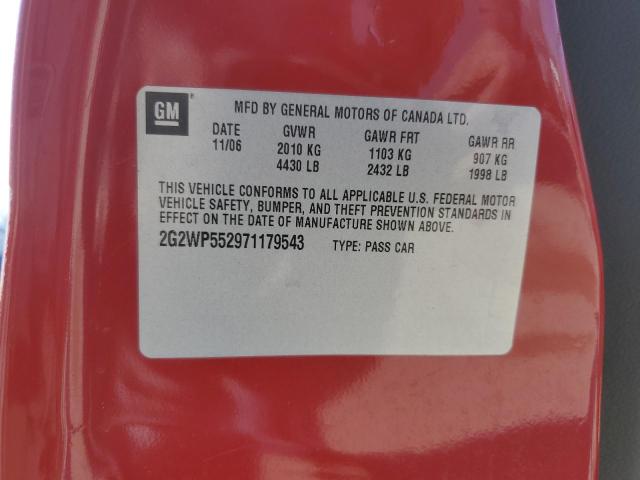 GM
MFD BY GENERAL MOTORS OF CANADA LTD.
DATE GVWR GAWR FRT GAWR RR
11/06 2010 KG 1103 KG 907 KG
4430 LB 2432 LB 1998 LB
THIS VEHICLE CONFORMS TO ALL APPLICABLE U.S. FEDERAL MOTOR
VEHICLE SAFETY, BUMPER, AND THEFT PREVENTION STANDARDS IN
EFFECT ON THE DATE OF MANUFACTURE SHOWN ABOVE.
2G2WP552971179543 TYPE: PASS CAR